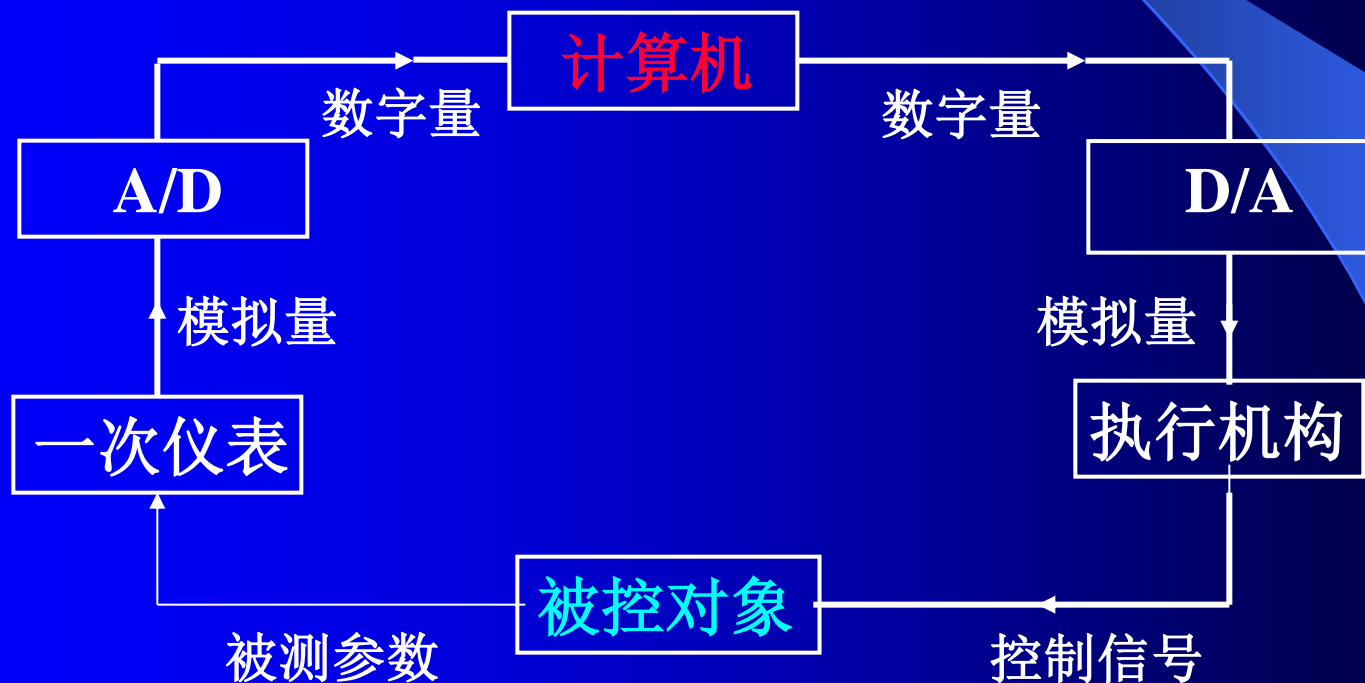 计算机
数字量
数字量
A/D
D/A
模拟量
模拟量
一次仪表
执行机构
被控对象
被测参数
控制信号